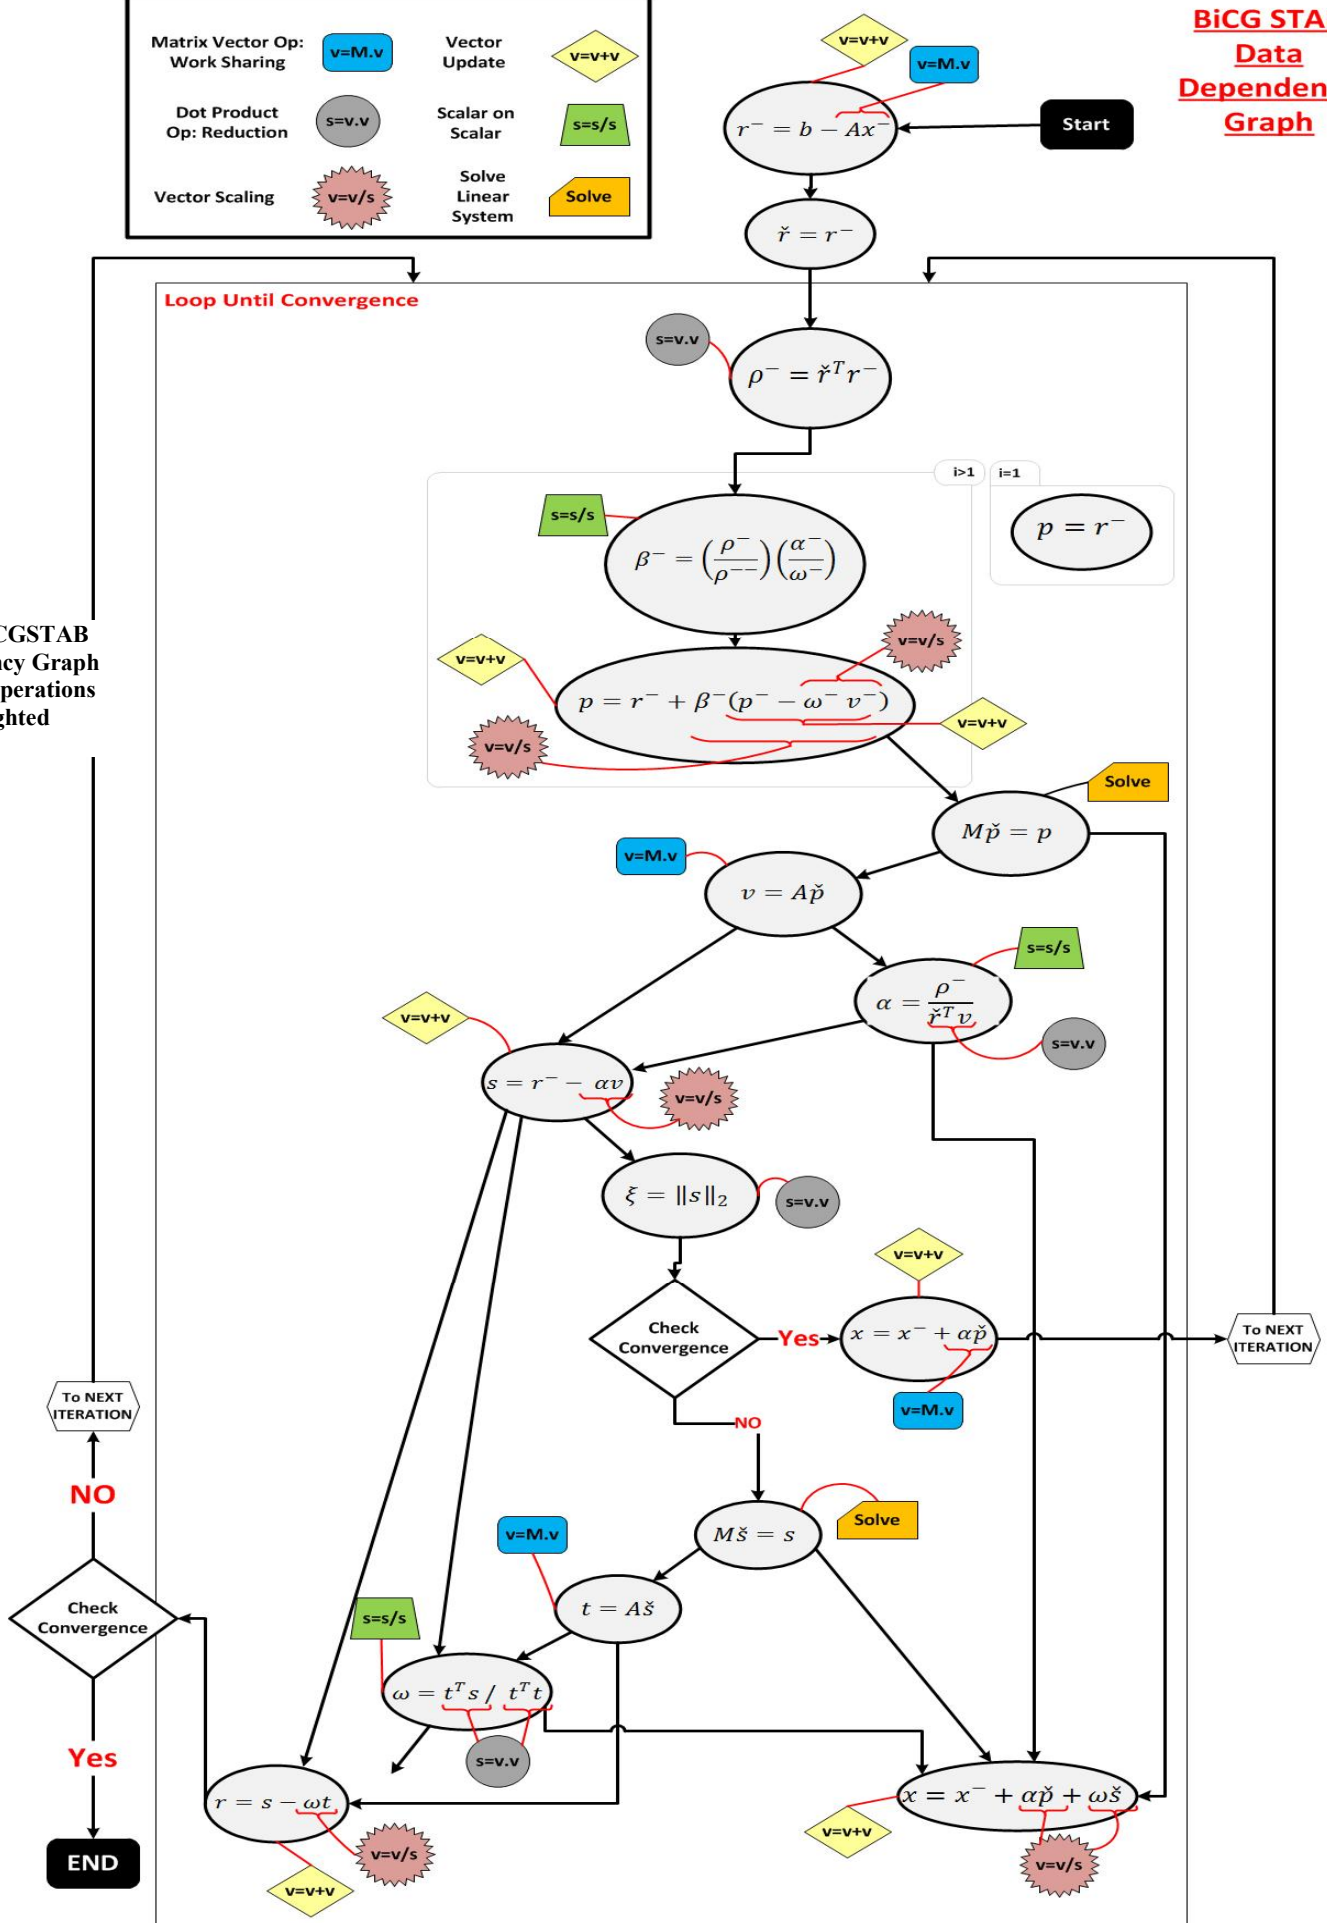 BiCG STA
Data
Dependen
Graph
Matrix Vector Op:
Work Sharing
v=M.v
Vector
Update
v=v+v
Dot Product
Op: Reduction
s=v.v
Scalar on
Scalar
s=s/s
Vector Scaling
v=v/s
Solve
Linear
System
Solve
v=v+v
v=M.v
r⁻ = b − Ax⁻
Start
ř = r⁻
Loop Until Convergence
s=v.v
ρ⁻ = řᵀr⁻
i>1
i=1
s=s/s
β⁻ = (ρ⁻/ρ⁻⁻)(α⁻/ω⁻)
p = r⁻
CGSTAB
ncy Graph
perations
ghted
v=v+v
v=v/s
p = r⁻ + β⁻(p⁻ − ω⁻ v⁻)
v=v+v
v=v/s
Solve
Mp̌ = p
v=M.v
v = Ap̌
s=s/s
α = ρ⁻/řᵀv
s=v.v
v=v+v
s = r⁻ − αv
v=v/s
ξ = ‖s‖₂
s=v.v
v=v+v
Check
Convergence
Yes
x = x⁻ + αp̌
To NEXT
ITERATION
v=M.v
To NEXT
ITERATION
NO
NO
Mš = s
Solve
v=M.v
t = Aš
Check
Convergence
s=s/s
ω = tᵀs / tᵀt
s=v.v
Yes
r = s − ωt
x = x⁻ + αp̌ + ωš
v=v+v
v=v/s
v=v/s
END
v=v+v